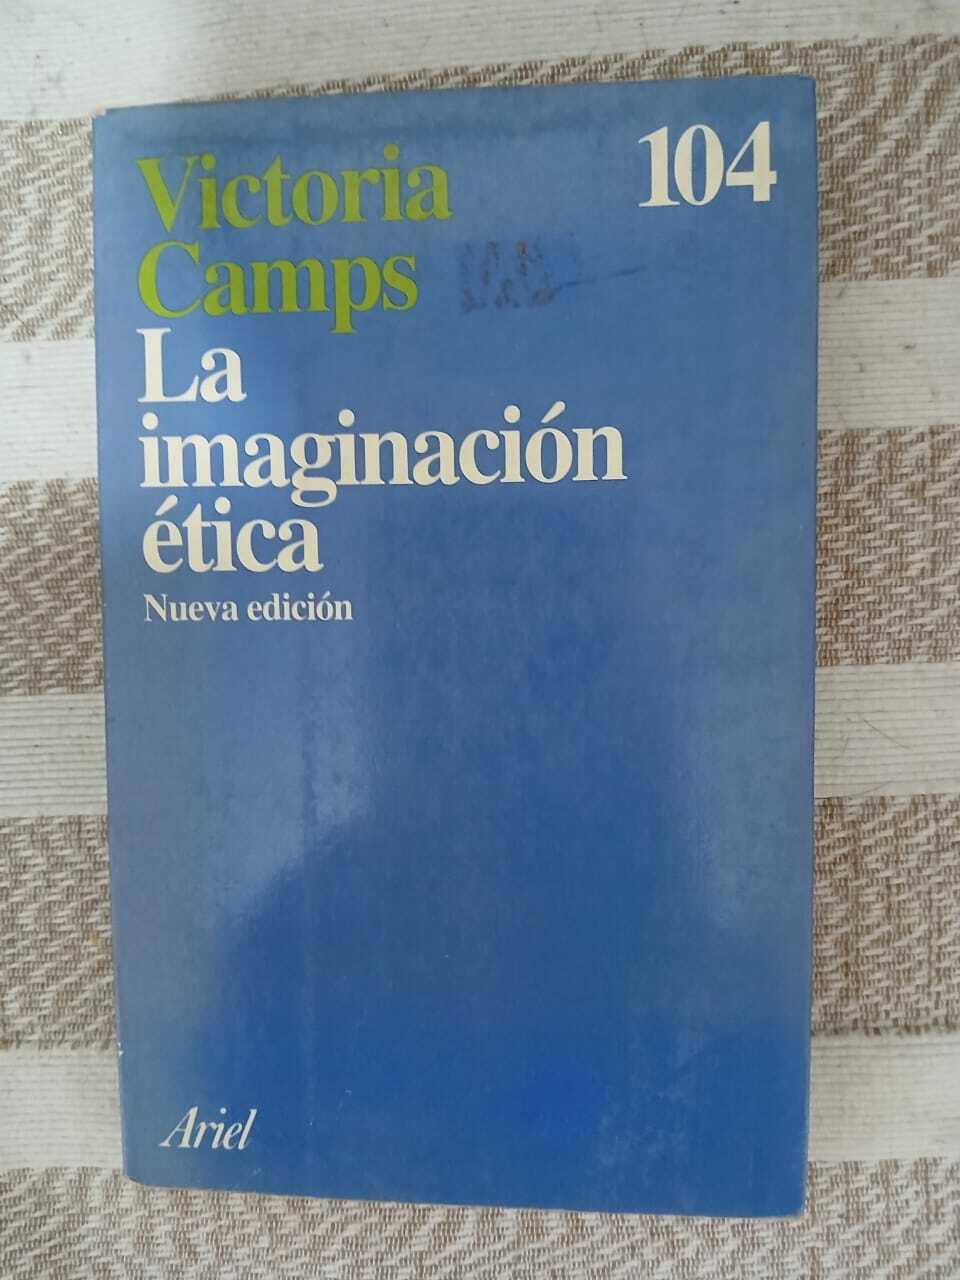 104
Victoria
Camps
La
imaginación
ética
Nueva edición
Ariel